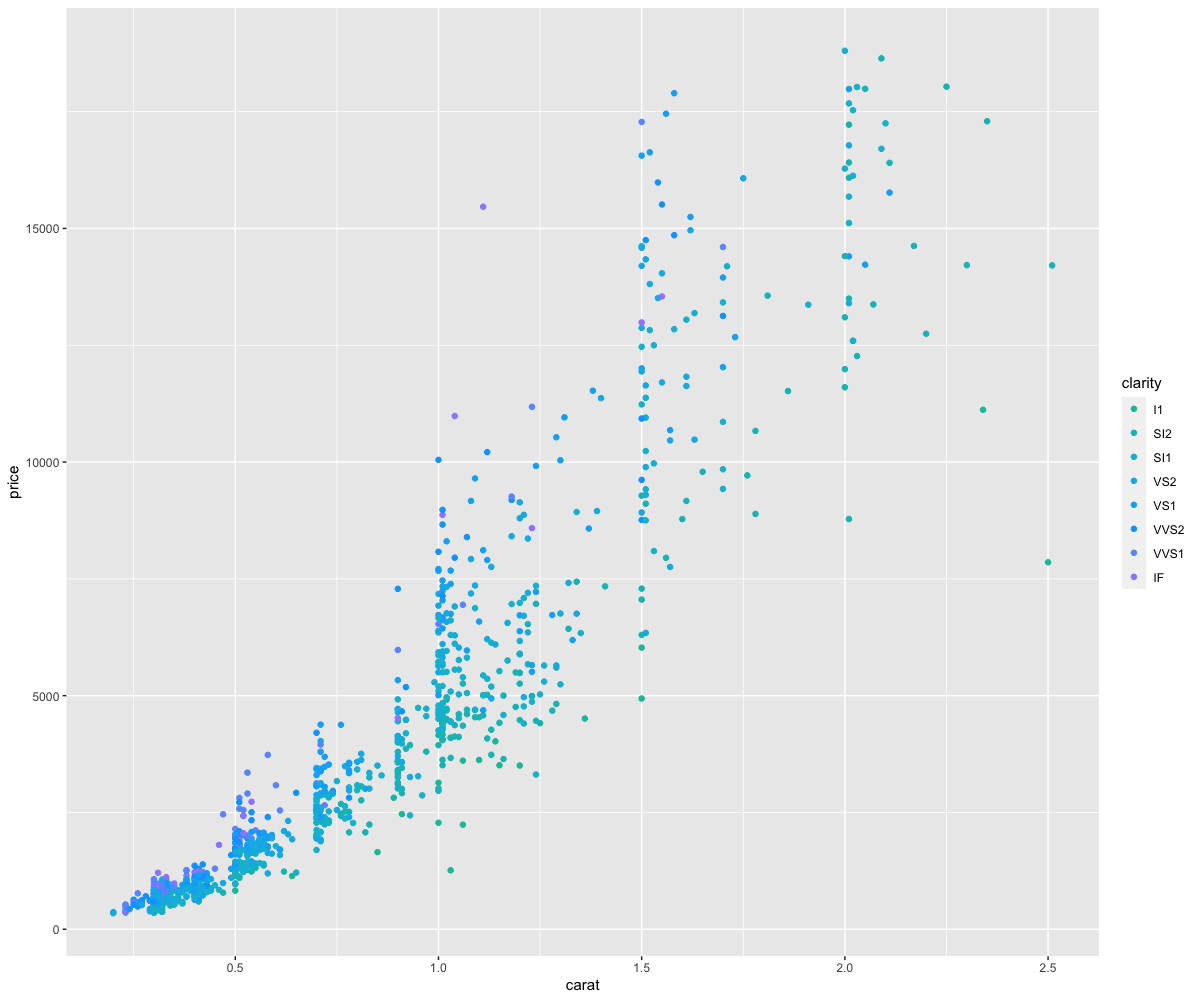 15000
10000
5000
0
price
0.5 1.0 1.5 2.0 2.5
carat
clarity
I1
SI2
SI1
VS2
VS1
VVS2
VVS1
IF